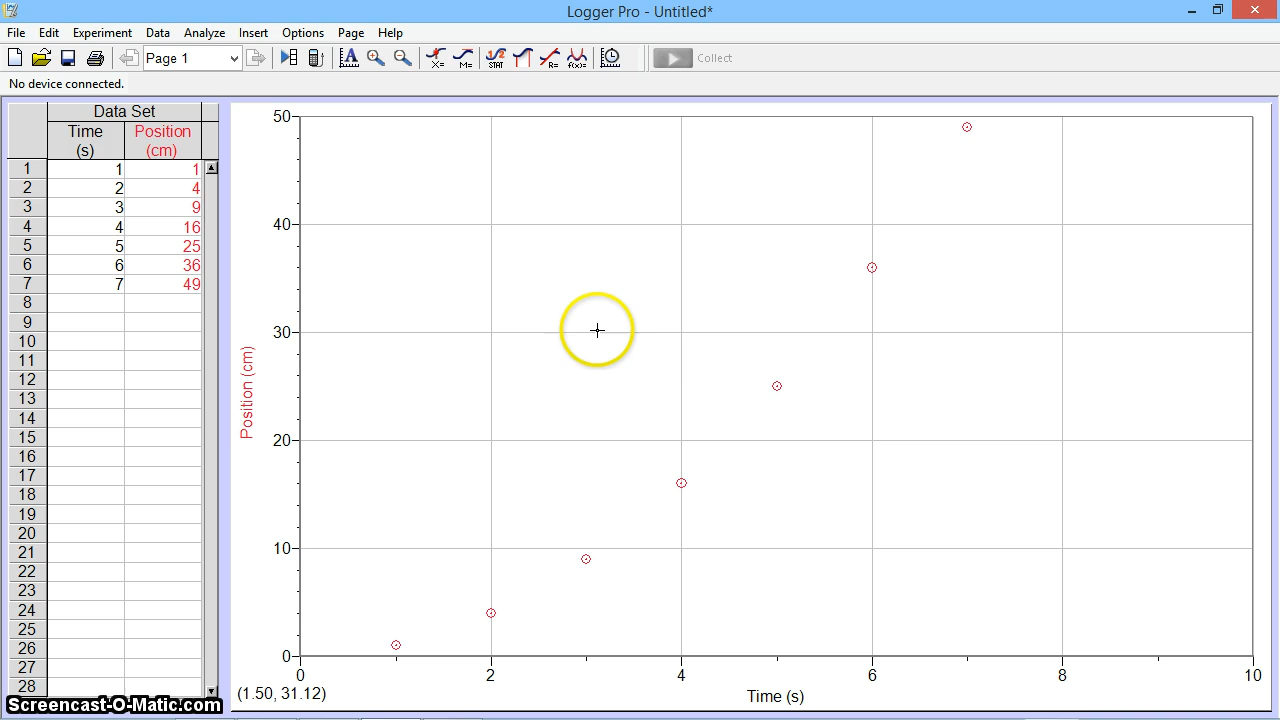 Logger Pro - Untitled*
File Edit Experiment Data Analyze Insert Options Page Help
Page 1 X= M= 1/2 STAT R= f(x)= Collect
No device connected.
Data Set
Time (s) Position (cm)
1 1 1
2 2 4
3 3 9
4 4 16
5 5 25
6 6 36
7 7 49
8
9
10
11
12
13
14
15
16
17
18
19
20
21
22
23
24
25
26
27
28
50
40
30
20
10
0
Position (cm)
0 2 4 6 8 10
Time (s)
(1.50, 31.12)
Screencast-O-Matic.com